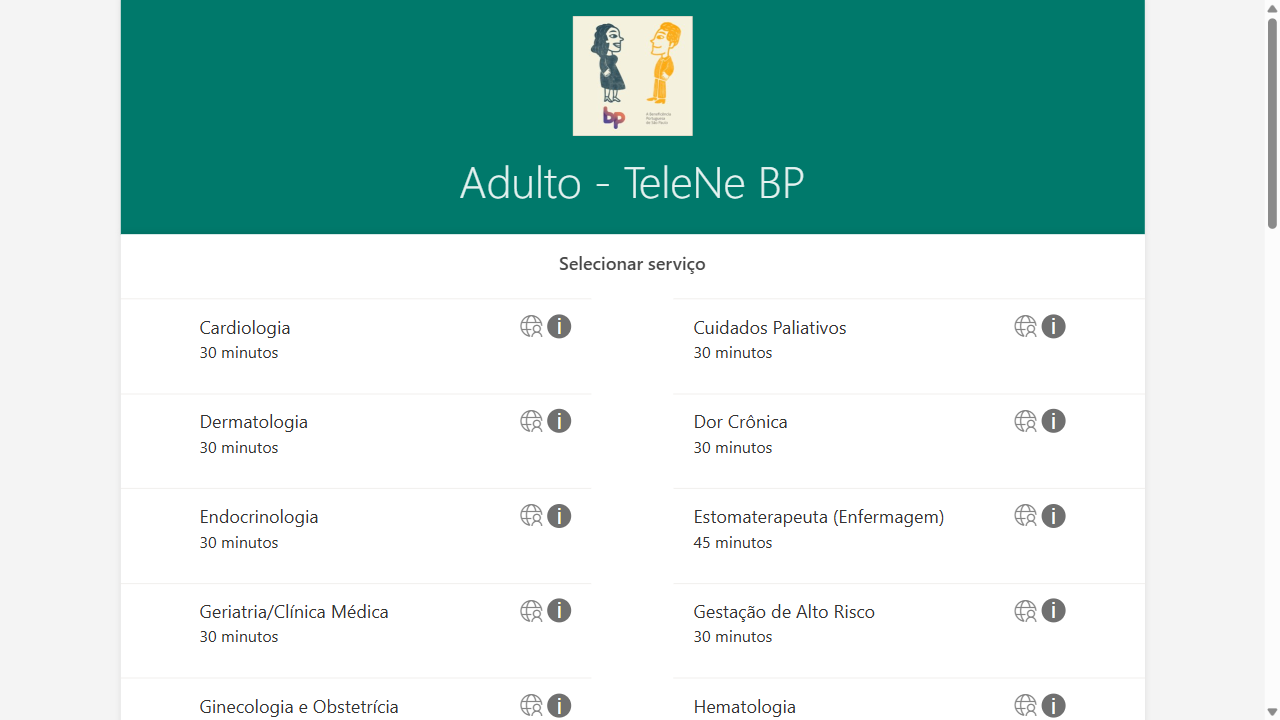 bp
A Beneficência
Portuguesa
de São Paulo
Adulto - TeleNe BP
Selecionar serviço
Cardiologia
30 minutos
Cuidados Paliativos
30 minutos
Dermatologia
30 minutos
Dor Crônica
30 minutos
Endocrinologia
30 minutos
Estomaterapeuta (Enfermagem)
45 minutos
Geriatria/Clínica Médica
30 minutos
Gestação de Alto Risco
30 minutos
Ginecologia e Obstetrícia
Hematologia